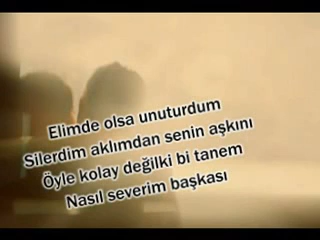 Elimde olsa unuturdum
Silerdim aklımdan senin aşkını
Öyle kolay değilki bi tanem
Nasıl severim başkası